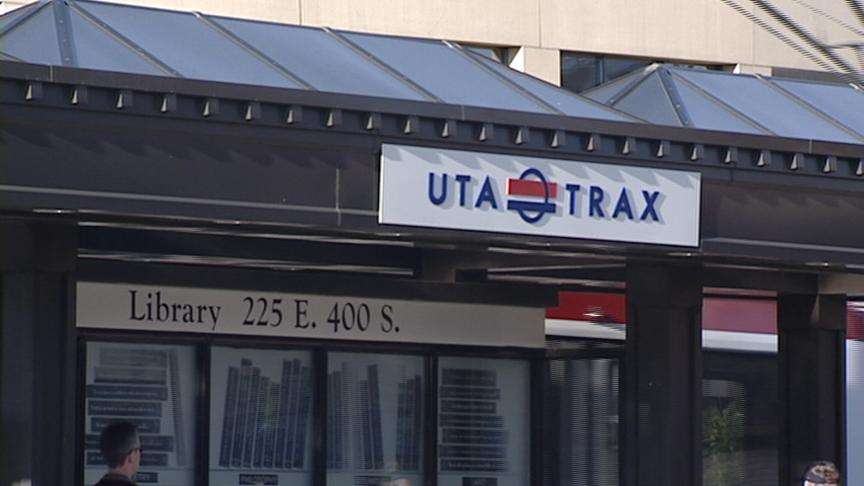 UTA TRAX
Library 225 E. 400 S.